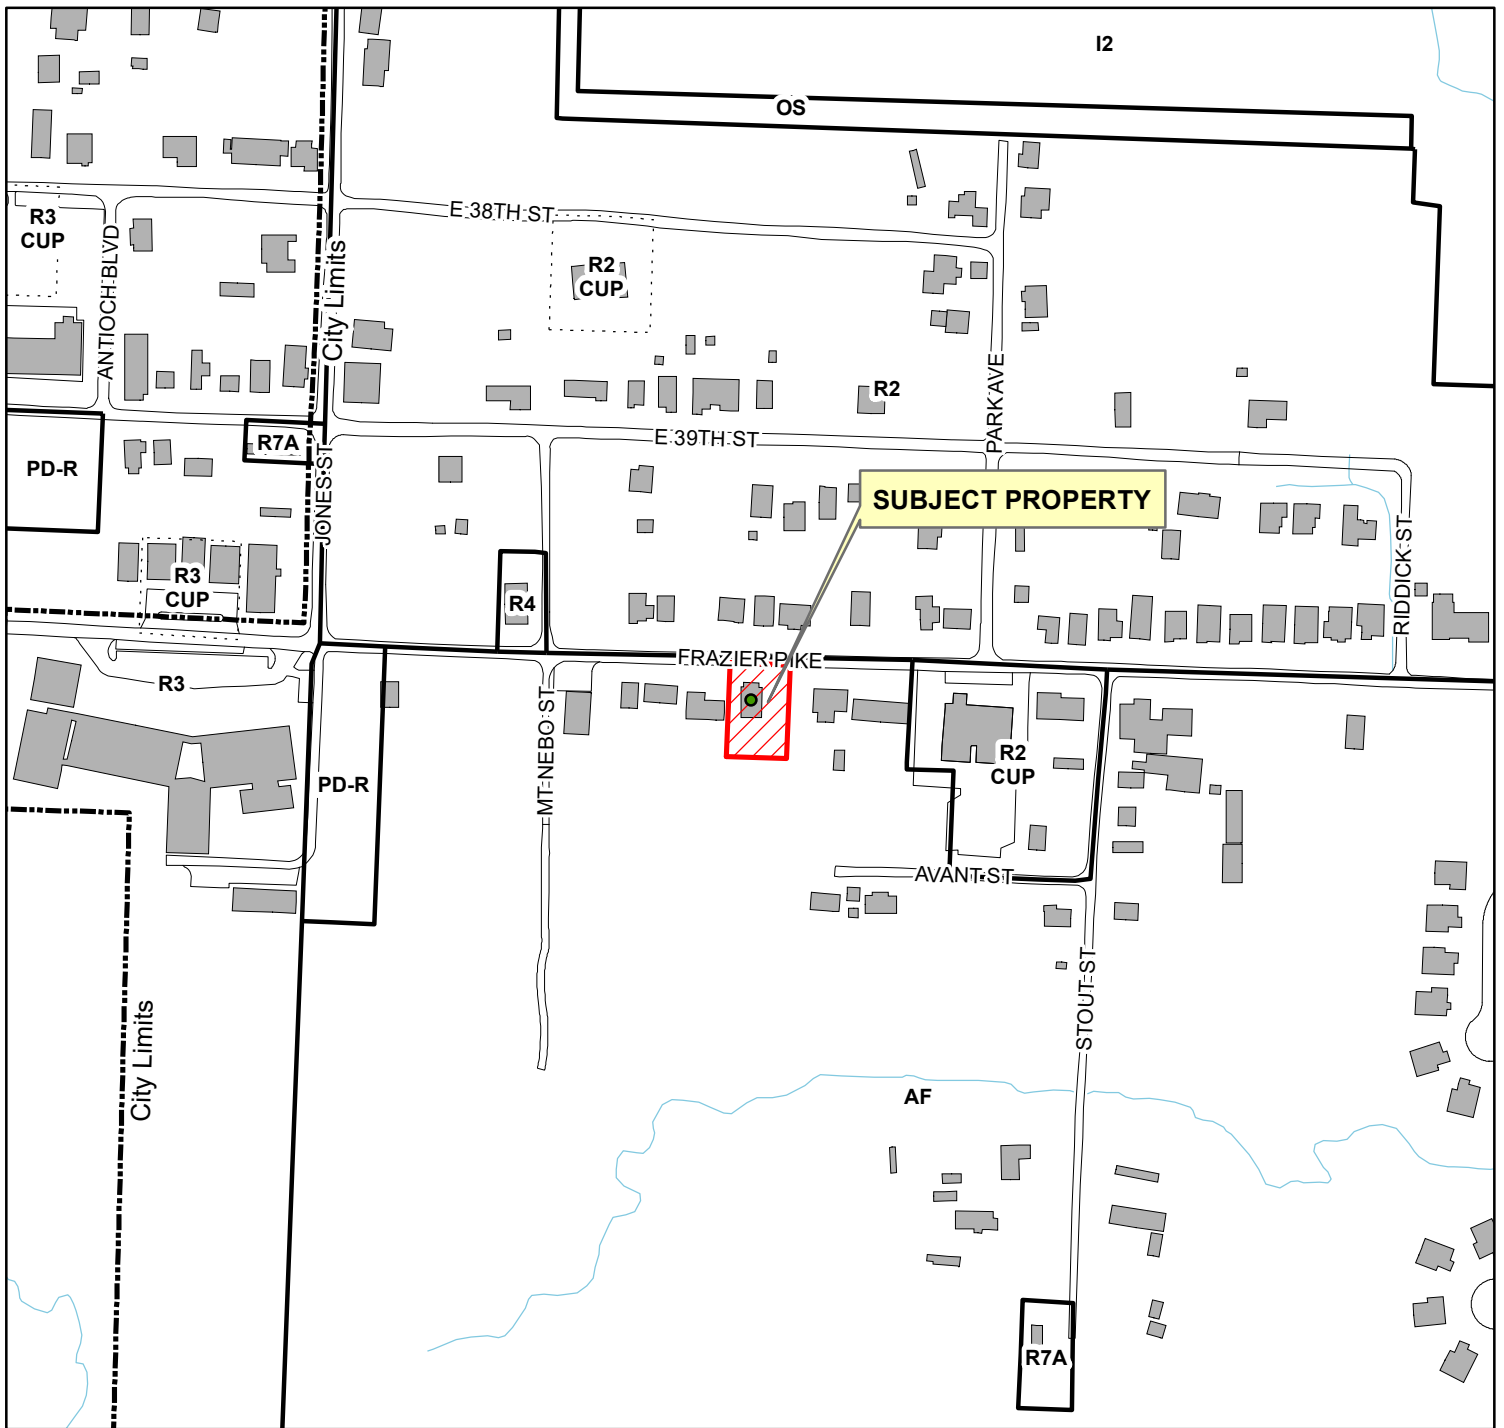 I2
OS
E 38TH ST
R3
CUP
ANTIOCH BLVD
City Limits
R2
CUP
PARK AVE
R2
E 39TH ST
R7A
PD-R
JONES ST
SUBJECT PROPERTY
RIDDICK ST
R3
CUP
R4
FRAZIER PIKE
R3
MT NEBO ST
PD-R
R2
CUP
AVANT ST
STOUT ST
City Limits
AF
R7A